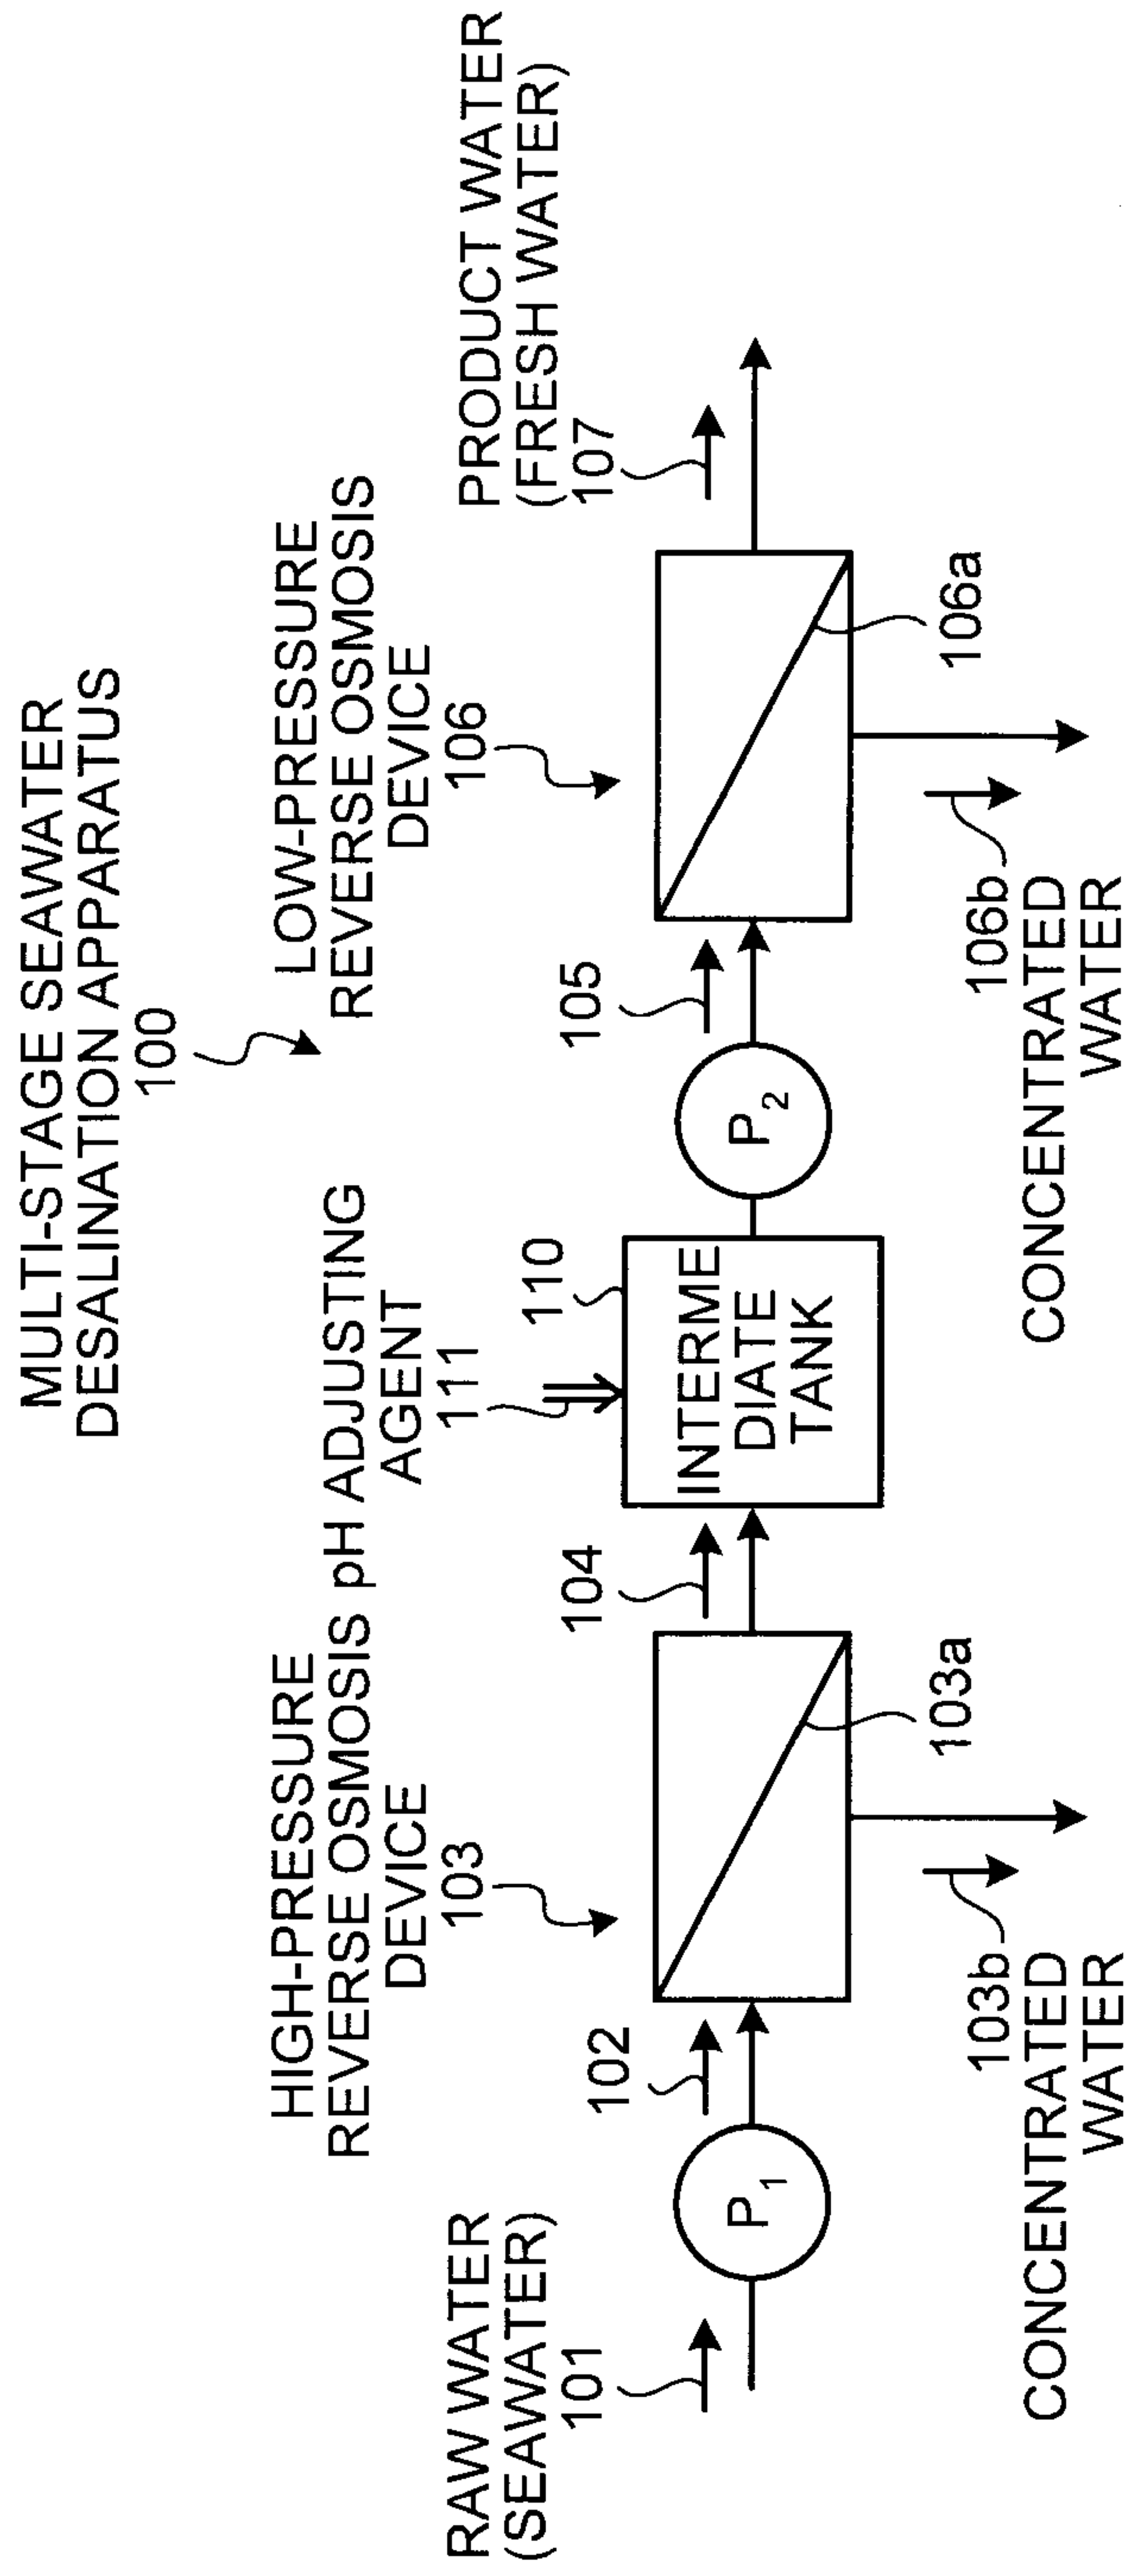 MULTI-STAGE SEAWATER
DESALINATION APPARATUS
100
HIGH-PRESSURE
REVERSE OSMOSIS
DEVICE
103
pH ADJUSTING
AGENT
111
LOW-PRESSURE
REVERSE OSMOSIS
DEVICE
106
RAW WATER
(SEAWATER)
101
PRODUCT WATER
(FRESH WATER)
107
102
104
110
105
P1
INTERME
DIATE
TANK
P2
103a
106a
103b
CONCENTRATED
WATER
106b
CONCENTRATED
WATER